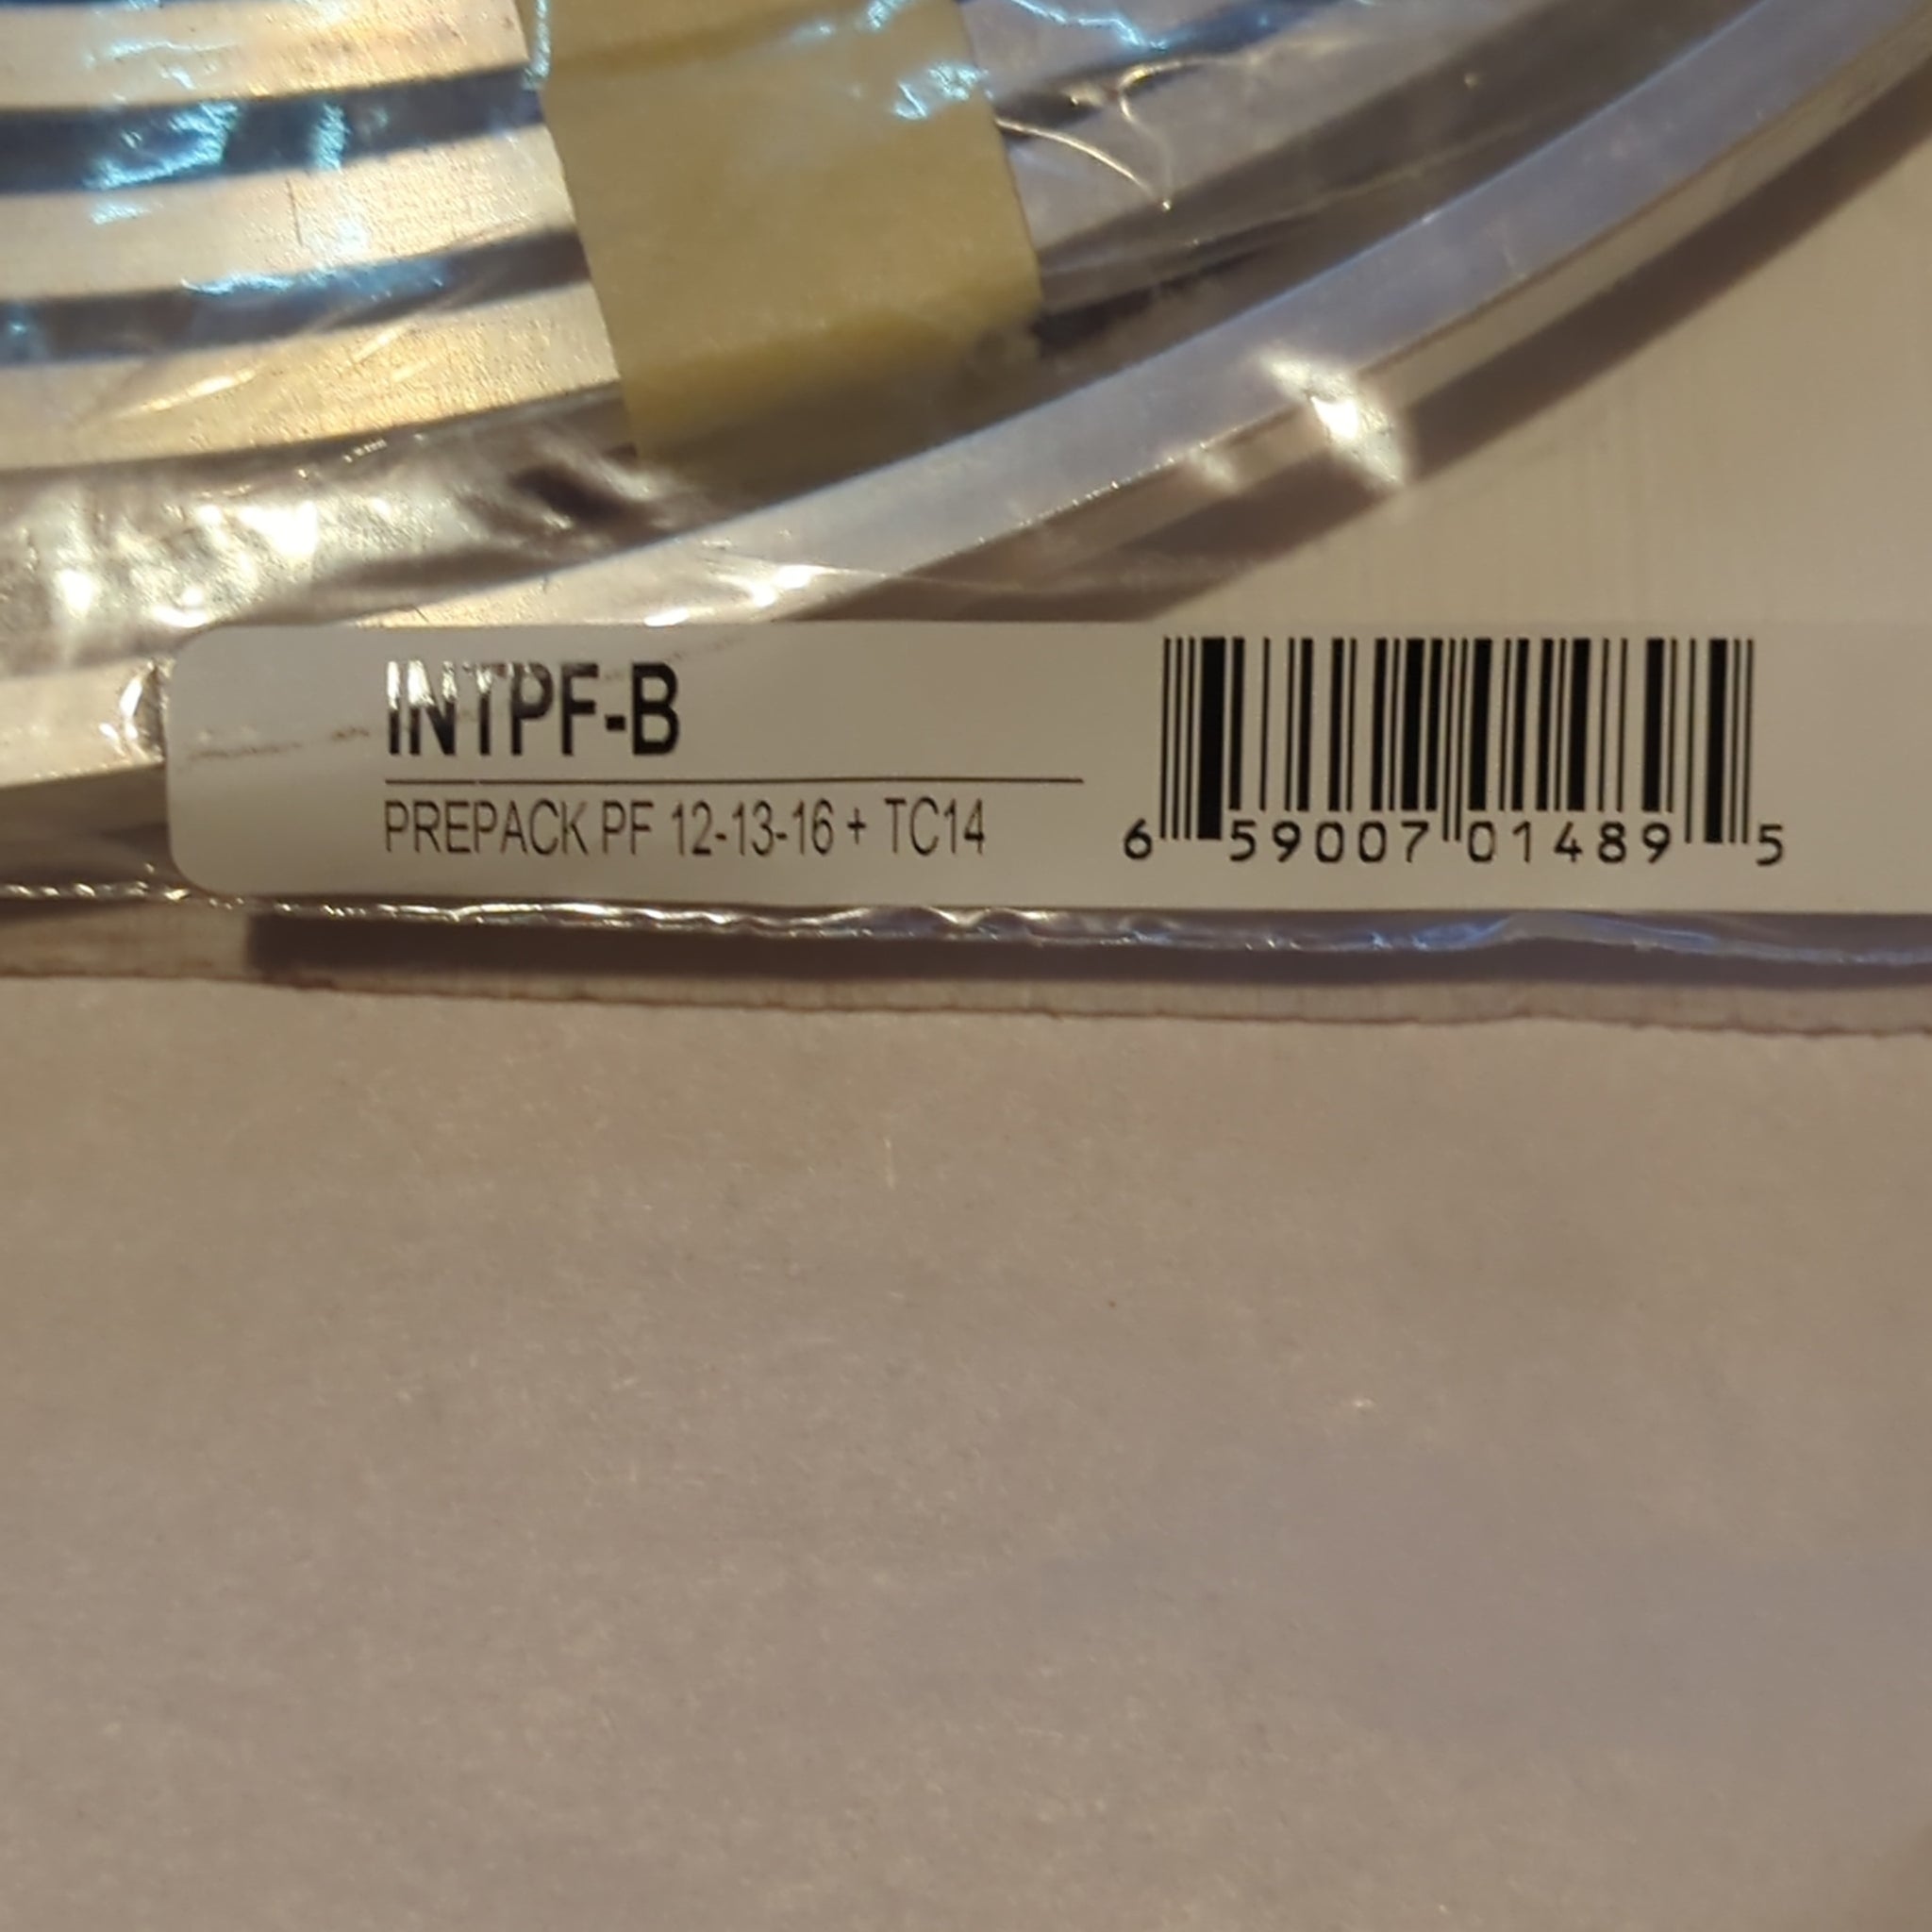 INTPF-B
PREPACK PF 12-13-16 + TC14
6 59007 01489 5